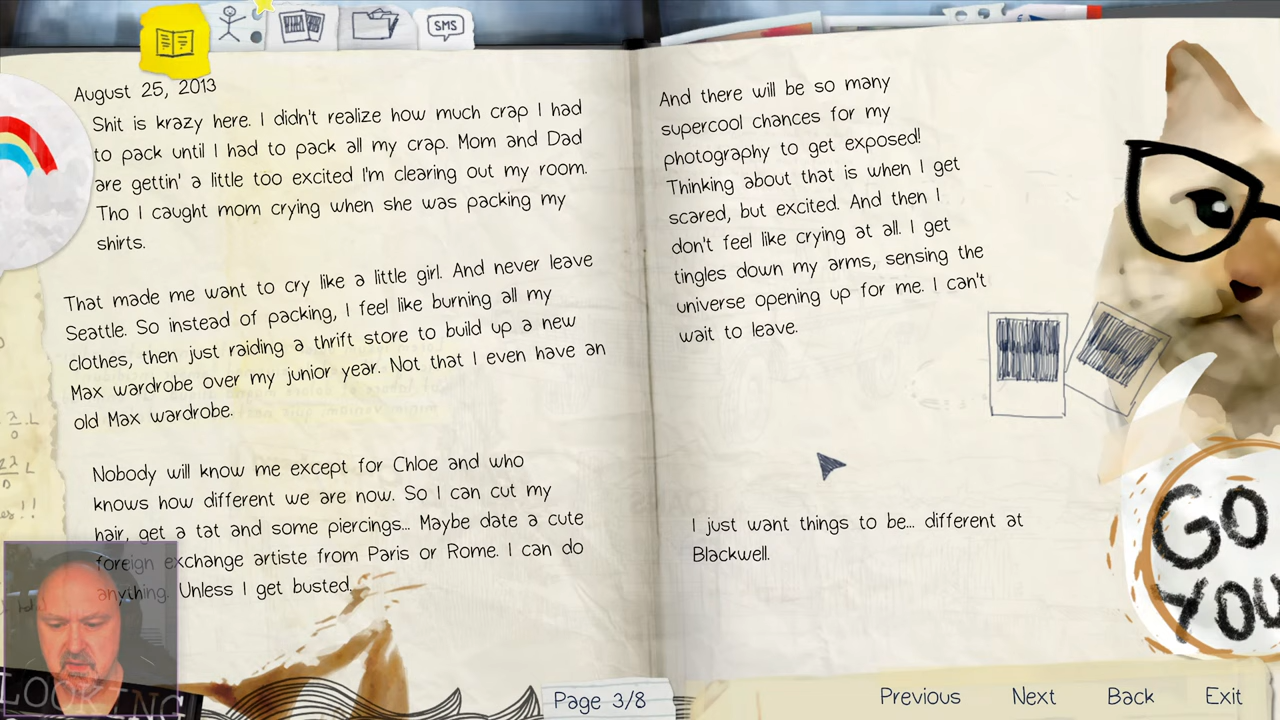 SMS
August 25, 2013
Shit is krazy here. I didn't realize how much crap I had
to pack until I had to pack all my crap. Mom and Dad
are gettin' a little too excited I'm clearing out my room.
Tho I caught mom crying when she was packing my
shirts.
That made me want to cry like a little girl. And never leave
Seattle. So instead of packing, I feel like burning all my
clothes, then just raiding a thrift store to build up a new
Max wardrobe over my junior year. Not that I even have an
old Max wardrobe.
Nobody will know me except for Chloe and who
knows how different we are now. So I can cut my
hair, get a tat and some piercings... Maybe date a cute
foreign exchange artiste from Paris or Rome. I can do
anything. Unless I get busted.
And there will be so many
supercool chances for my
photography to get exposed!
Thinking about that is when I get
scared, but excited. And then I
don't feel like crying at all. I get
tingles down my arms, sensing the
universe opening up for me. I can't
wait to leave.
I just want things to be... different at
Blackwell.
GO
YOU
LOOKING
Page 3/8
Previous
Next
Back
Exit